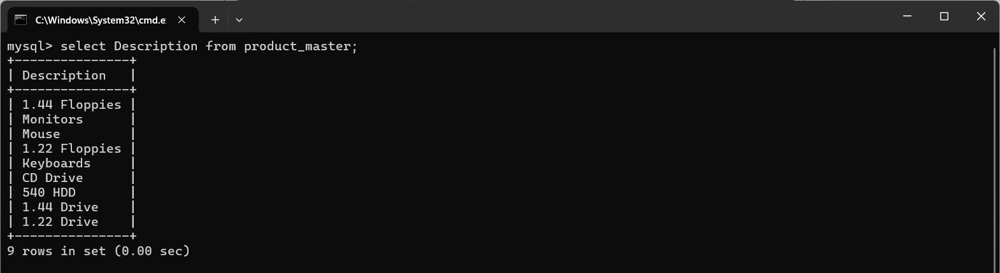 C:\Windows\System32\cmd.e
mysql> select Description from product_master;
+---------------+
| Description   |
+---------------+
| 1.44 Floppies |
| Monitors      |
| Mouse         |
| 1.22 Floppies |
| Keyboards     |
| CD Drive      |
| 540 HDD       |
| 1.44 Drive    |
| 1.22 Drive    |
+---------------+
9 rows in set (0.00 sec)